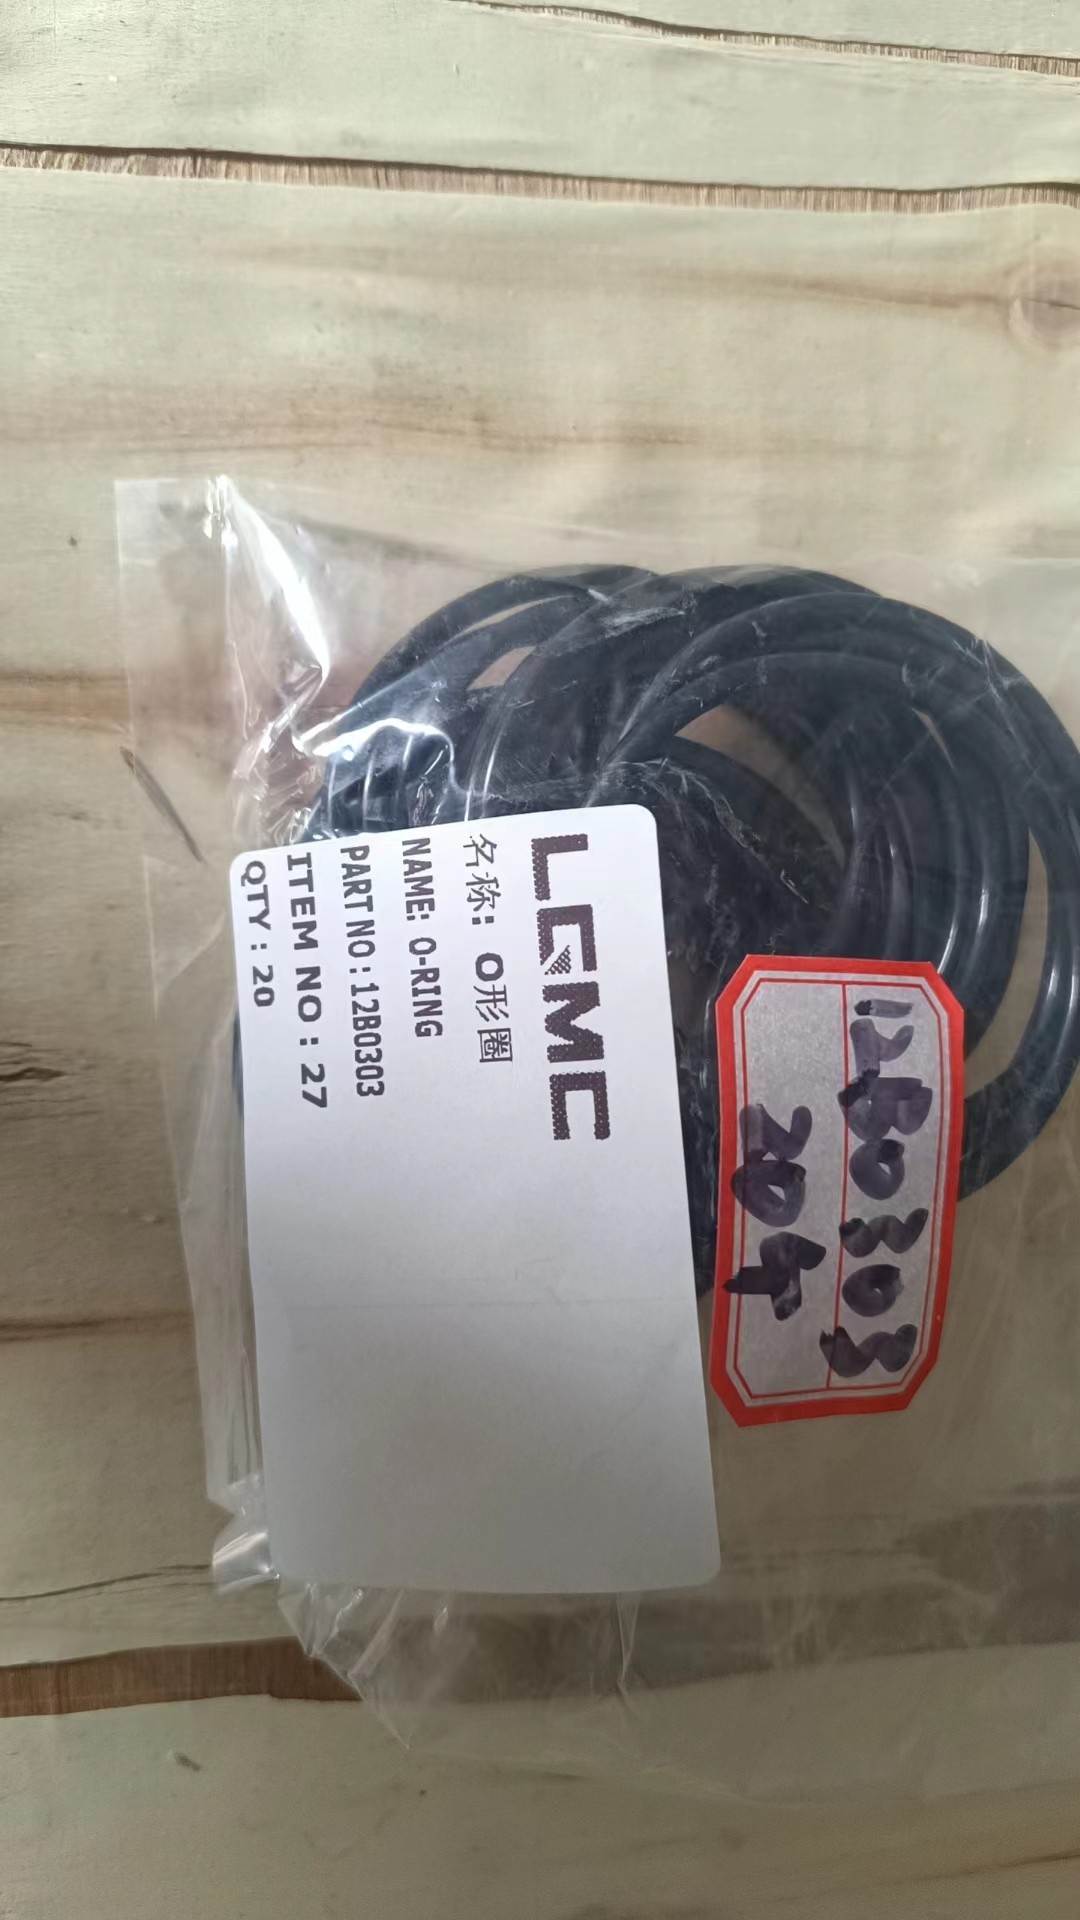 LGMC
名称: O形圈
NAME: O-RING
PART NO:12B0303
ITEM NO : 27
QTY : 20
12B0303
20个